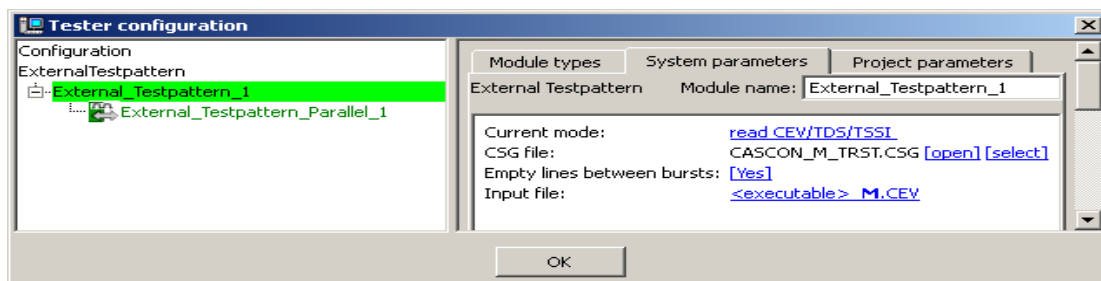 Tester configuration
Configuration
ExternalTestpattern
External_Testpattern_1
External_Testpattern_Parallel_1
Module types System parameters Project parameters
External Testpattern Module name: External_Testpattern_1
Current mode: read CEV/TDS/TSSI
CSG file: CASCON_M_TRST.CSG [open] [select]
Empty lines between bursts: [Yes]
Input file: <executable>_M.CEV
OK